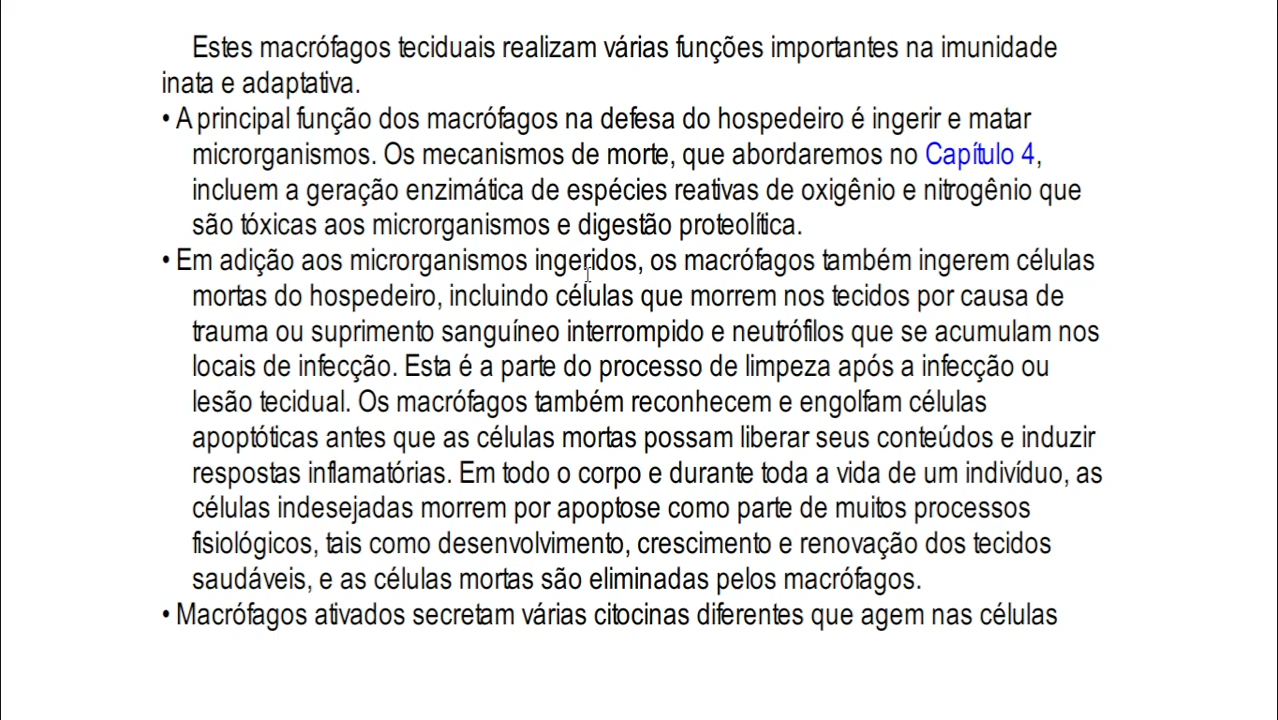 Estes macrófagos teciduais realizam várias funções importantes na imunidade
inata e adaptativa.
• A principal função dos macrófagos na defesa do hospedeiro é ingerir e matar
microrganismos. Os mecanismos de morte, que abordaremos no Capítulo 4,
incluem a geração enzimática de espécies reativas de oxigênio e nitrogênio que
são tóxicas aos microrganismos e digestão proteolítica.
• Em adição aos microrganismos ingeridos, os macrófagos também ingerem células
mortas do hospedeiro, incluindo células que morrem nos tecidos por causa de
trauma ou suprimento sanguíneo interrompido e neutrófilos que se acumulam nos
locais de infecção. Esta é a parte do processo de limpeza após a infecção ou
lesão tecidual. Os macrófagos também reconhecem e engolfam células
apoptóticas antes que as células mortas possam liberar seus conteúdos e induzir
respostas inflamatórias. Em todo o corpo e durante toda a vida de um indivíduo, as
células indesejadas morrem por apoptose como parte de muitos processos
fisiológicos, tais como desenvolvimento, crescimento e renovação dos tecidos
saudáveis, e as células mortas são eliminadas pelos macrófagos.
• Macrófagos ativados secretam várias citocinas diferentes que agem nas células